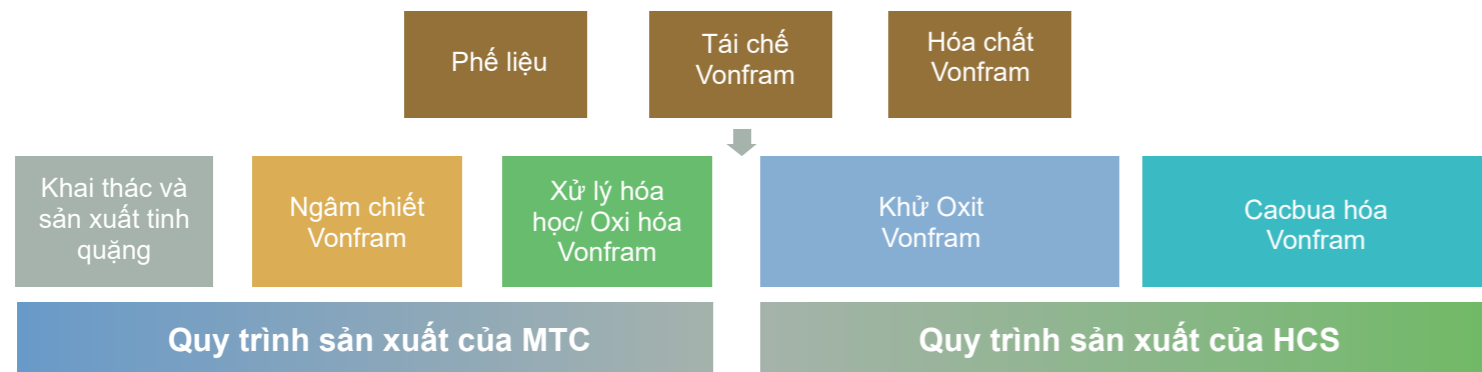 Phế liệu
Tái chế
Vonfram
Hóa chất
Vonfram
Khai thác và
sản xuất tinh
quặng
Ngâm chiết
Vonfram
Xử lý hóa
học/ Oxi hóa
Vonfram
Khử Oxit
Vonfram
Cacbua hóa
Vonfram
Quy trình sản xuất của MTC
Quy trình sản xuất của HCS